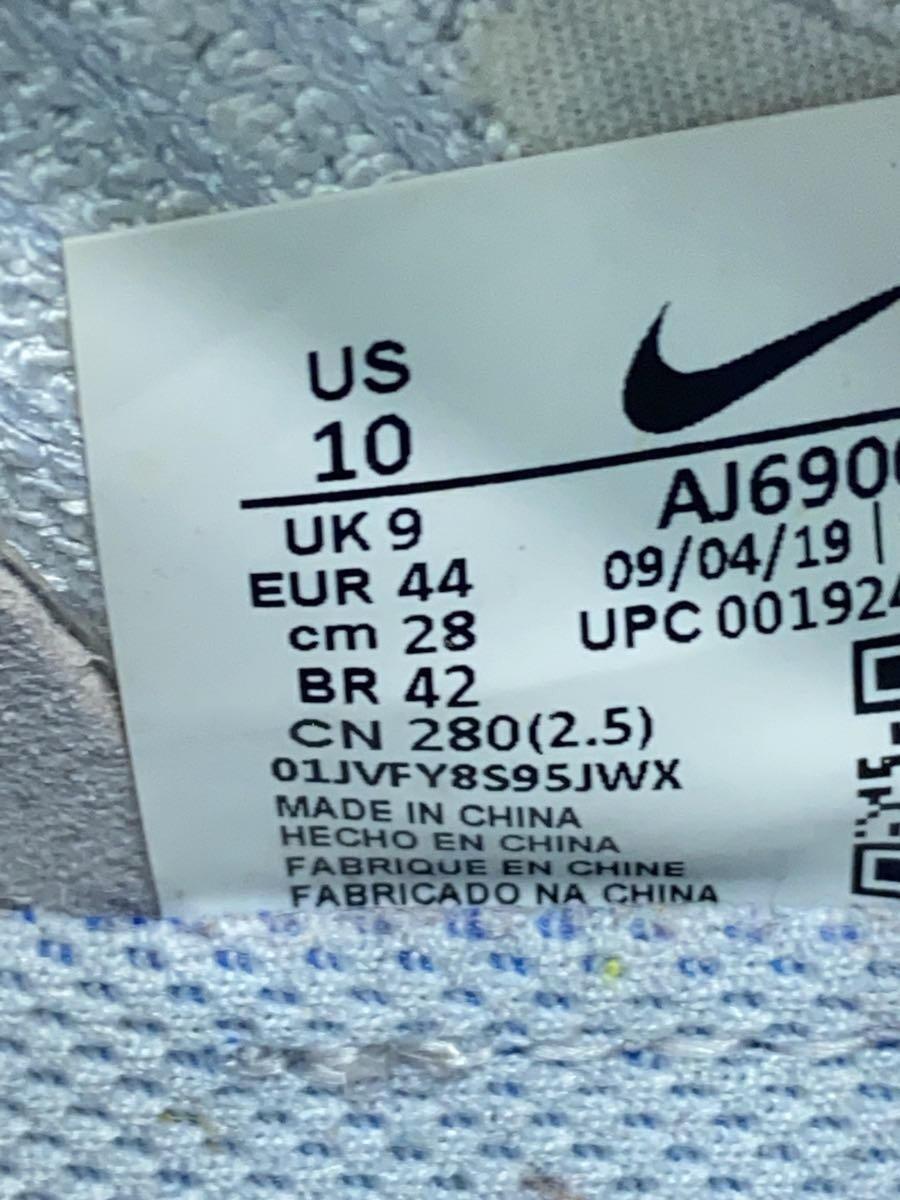 US
10
UK 9
EUR 44
cm 28
BR 42
CN 280(2.5)
01JVFY8S95JWX
MADE IN CHINA
HECHO EN CHINA
FABRIQUE EN CHINE
FABRICADO NA CHINA
AJ690
09/04/19 |
UPC 001924